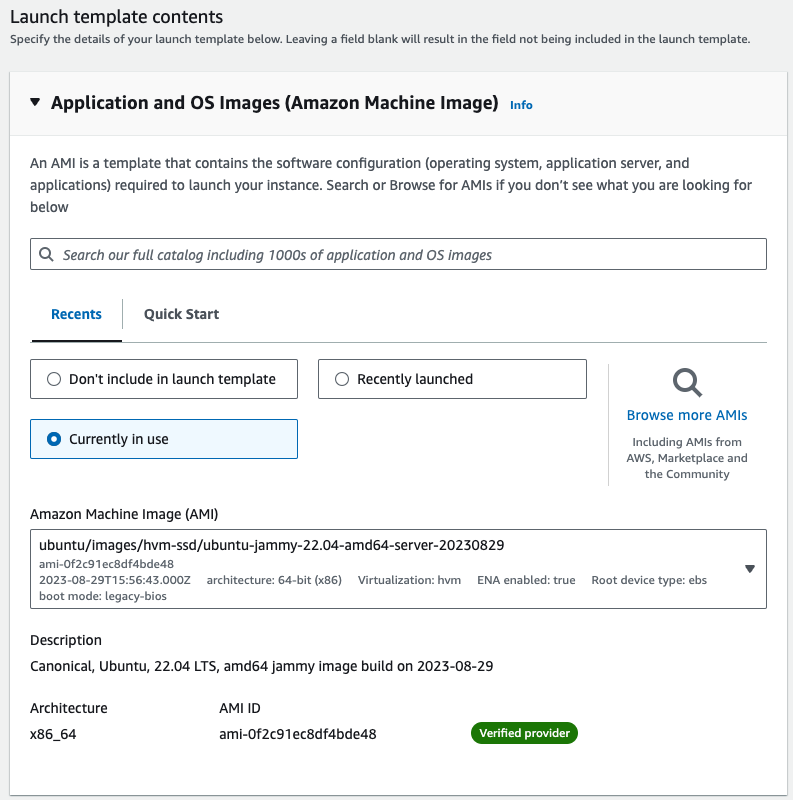 Launch template contents
Specify the details of your launch template below. Leaving a field blank will result in the field not being included in the launch template.
Application and OS Images (Amazon Machine Image) Info
An AMI is a template that contains the software configuration (operating system, application server, and
applications) required to launch your instance. Search or Browse for AMIs if you don’t see what you are looking for
below
Search our full catalog including 1000s of application and OS images
Recents Quick Start
Don't include in launch template
Recently launched
Currently in use
Browse more AMIs
Including AMIs from
AWS, Marketplace and
the Community
Amazon Machine Image (AMI)
ubuntu/images/hvm-ssd/ubuntu-jammy-22.04-amd64-server-20230829
ami-0f2c91ec8df4bde48
2023-08-29T15:56:43.000Z architecture: 64-bit (x86) Virtualization: hvm ENA enabled: true Root device type: ebs
boot mode: legacy-bios
Description
Canonical, Ubuntu, 22.04 LTS, amd64 jammy image build on 2023-08-29
Architecture AMI ID
x86_64 ami-0f2c91ec8df4bde48 Verified provider